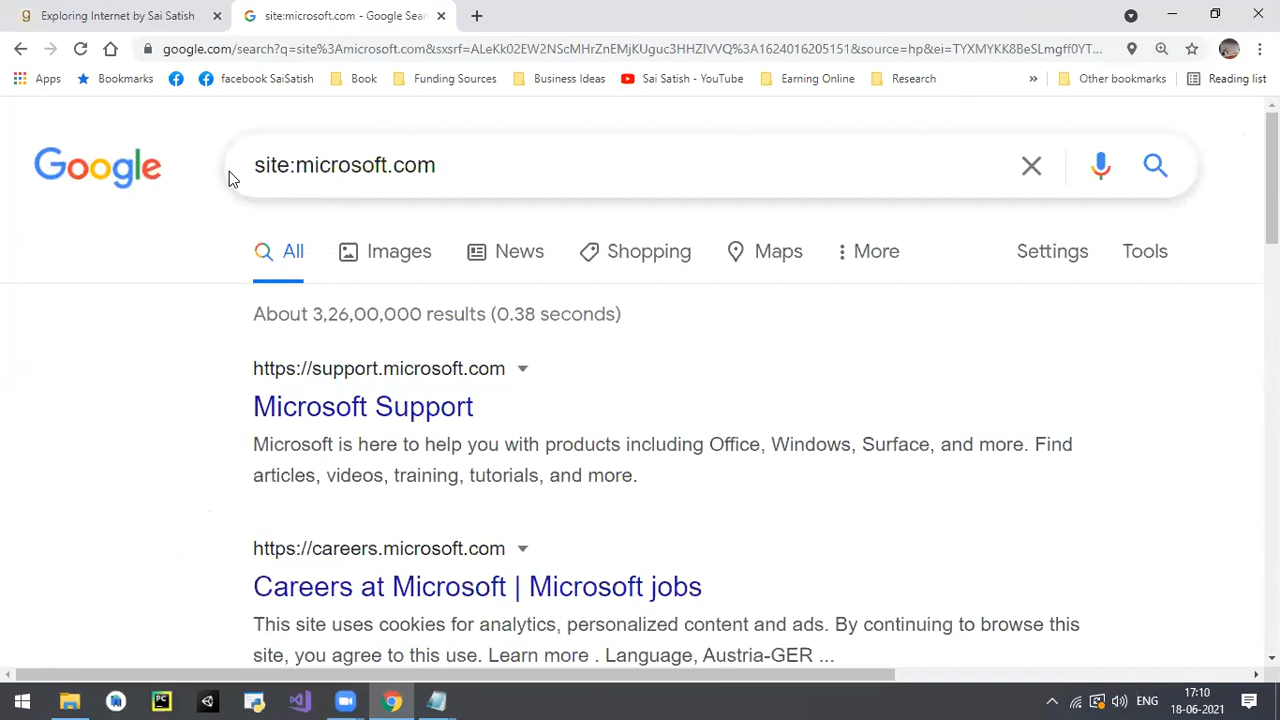 Exploring Internet by Sai Satish
site:microsoft.com - Google Sear
google.com/search?q=site%3Amicrosoft.com&sxsrf=ALeKk02EW2NScMHrZnEMjKUguc3HHZIVVQ%3A1624016205151&source=hp&ei=TYXMYKK8BeSLmgff0YT...
Apps Bookmarks facebook SaiSatish Book Funding Sources Business Ideas Sai Satish - YouTube Earning Online Research » Other bookmarks Reading list
Google
site:microsoft.com
All Images News Shopping Maps More Settings Tools
About 3,26,00,000 results (0.38 seconds)
https://support.microsoft.com
Microsoft Support
Microsoft is here to help you with products including Office, Windows, Surface, and more. Find
articles, videos, training, tutorials, and more.
https://careers.microsoft.com
Careers at Microsoft | Microsoft jobs
This site uses cookies for analytics, personalized content and ads. By continuing to browse this
site, you agree to this use. Learn more . Language, Austria-GER ...
PC
ENG
17:10
18-06-2021